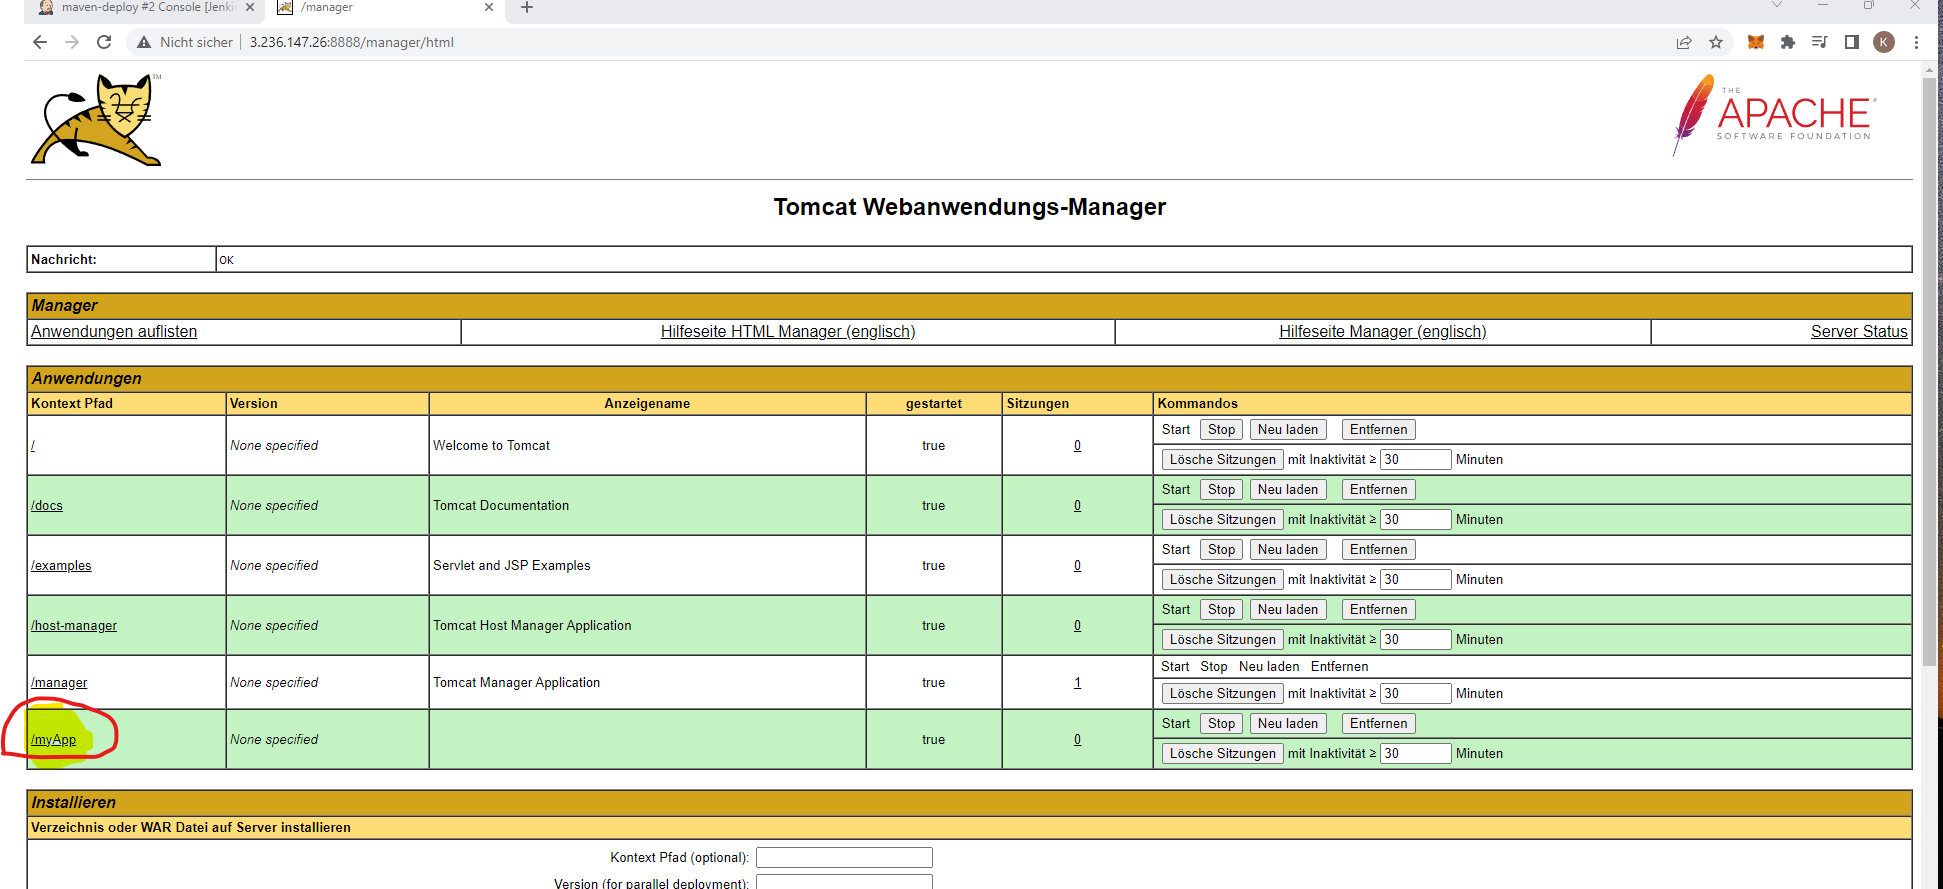 maven-deploy #2 Console [Jenki
/manager
Nicht sicher
3.236.147.26:8888/manager/html
K
TM
THE
APACHE®
SOFTWARE FOUNDATION
Tomcat Webanwendungs-Manager
Nachricht: OK
Manager
Anwendungen auflisten Hilfeseite HTML Manager (englisch) Hilfeseite Manager (englisch) Server Status
Anwendungen
Kontext Pfad Version Anzeigename gestartet Sitzungen Kommandos
/ None specified Welcome to Tomcat true 0 Start Stop Neu laden Entfernen
Lösche Sitzungen mit Inaktivität ≥ 30 Minuten
/docs None specified Tomcat Documentation true 0 Start Stop Neu laden Entfernen
Lösche Sitzungen mit Inaktivität ≥ 30 Minuten
/examples None specified Servlet and JSP Examples true 0 Start Stop Neu laden Entfernen
Lösche Sitzungen mit Inaktivität ≥ 30 Minuten
/host-manager None specified Tomcat Host Manager Application true 0 Start Stop Neu laden Entfernen
Lösche Sitzungen mit Inaktivität ≥ 30 Minuten
/manager None specified Tomcat Manager Application true 1 Start Stop Neu laden Entfernen
Lösche Sitzungen mit Inaktivität ≥ 30 Minuten
/myApp None specified true 0 Start Stop Neu laden Entfernen
Lösche Sitzungen mit Inaktivität ≥ 30 Minuten
Installieren
Verzeichnis oder WAR Datei auf Server installieren
Kontext Pfad (optional):
Version (for parallel deployment):